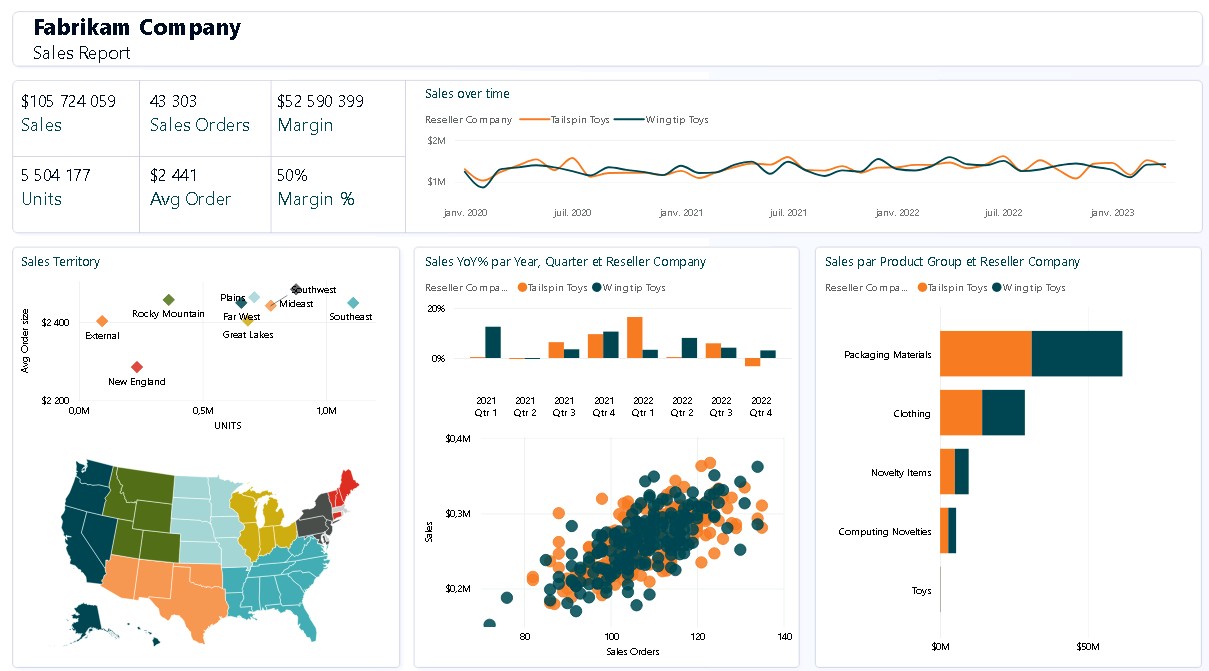 Fabrikam Company
Sales Report
$105 724 059
Sales
43 303
Sales Orders
$52 590 399
Margin
5 504 177
Units
$2 441
Avg Order
50%
Margin %
Sales over time
Reseller Company Tailspin Toys Wingtip Toys
$2M
$1M
janv. 2020 juil. 2020 janv. 2021 juil. 2021 janv. 2022 juil. 2022 janv. 2023
Sales Territory
Avg Order size
$2 400
$2 200
Plains
Southwest
Rocky Mountain
Far West
Mideast
Southeast
External
Great Lakes
New England
0,0M 0,5M 1,0M
UNITS
Sales YoY% par Year, Quarter et Reseller Company
Reseller Compa... Tailspin Toys Wingtip Toys
20%
0%
2021 2021 2021 2021 2022 2022 2022 2022
Qtr 1 Qtr 2 Qtr 3 Qtr 4 Qtr 1 Qtr 2 Qtr 3 Qtr 4
$0,4M
$0,3M
$0,2M
Sales
80 100 120 140
Sales Orders
Sales par Product Group et Reseller Company
Reseller Compa... Tailspin Toys Wingtip Toys
Packaging Materials
Clothing
Novelty Items
Computing Novelties
Toys
$0M $50M